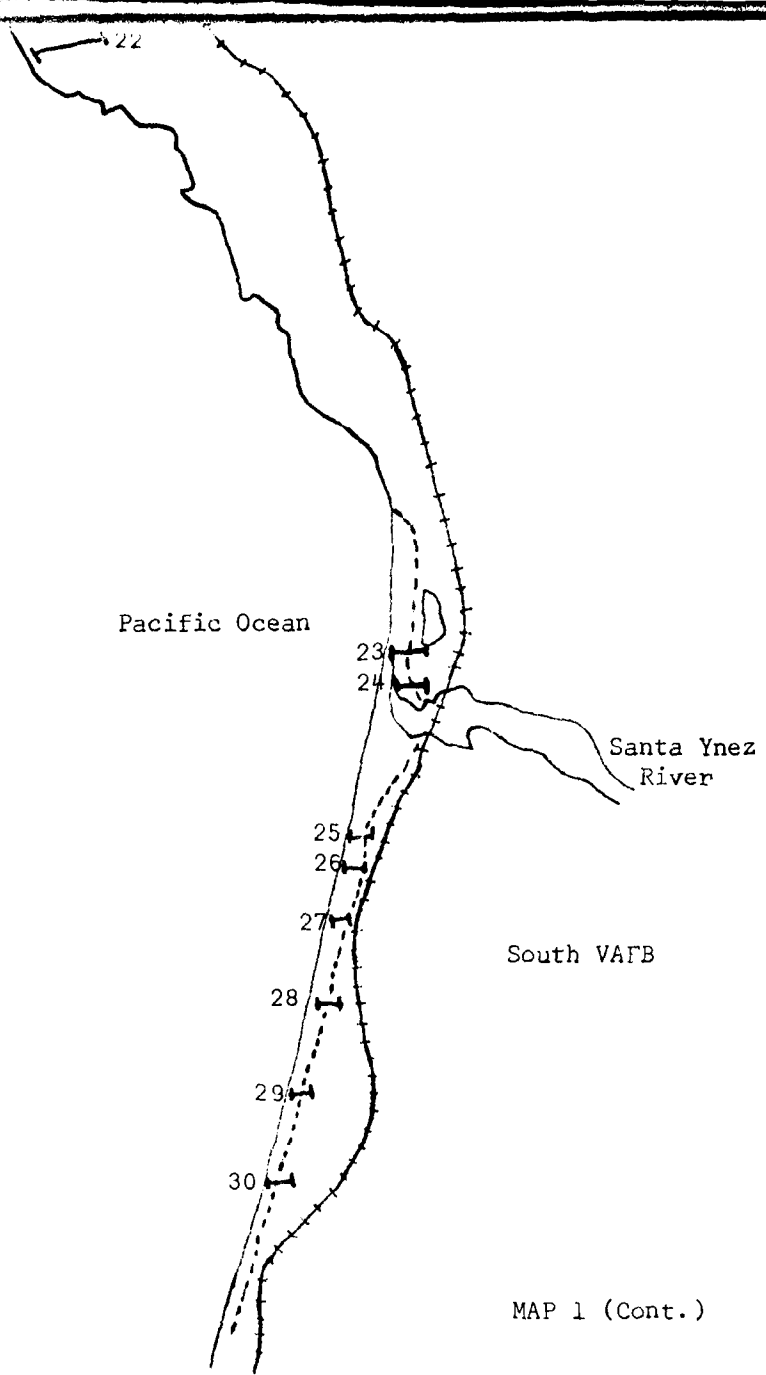 22
Pacific Ocean
23
24
Santa Ynez
River
25
26
27
South VAFB
28
29
30
MAP 1 (Cont.)